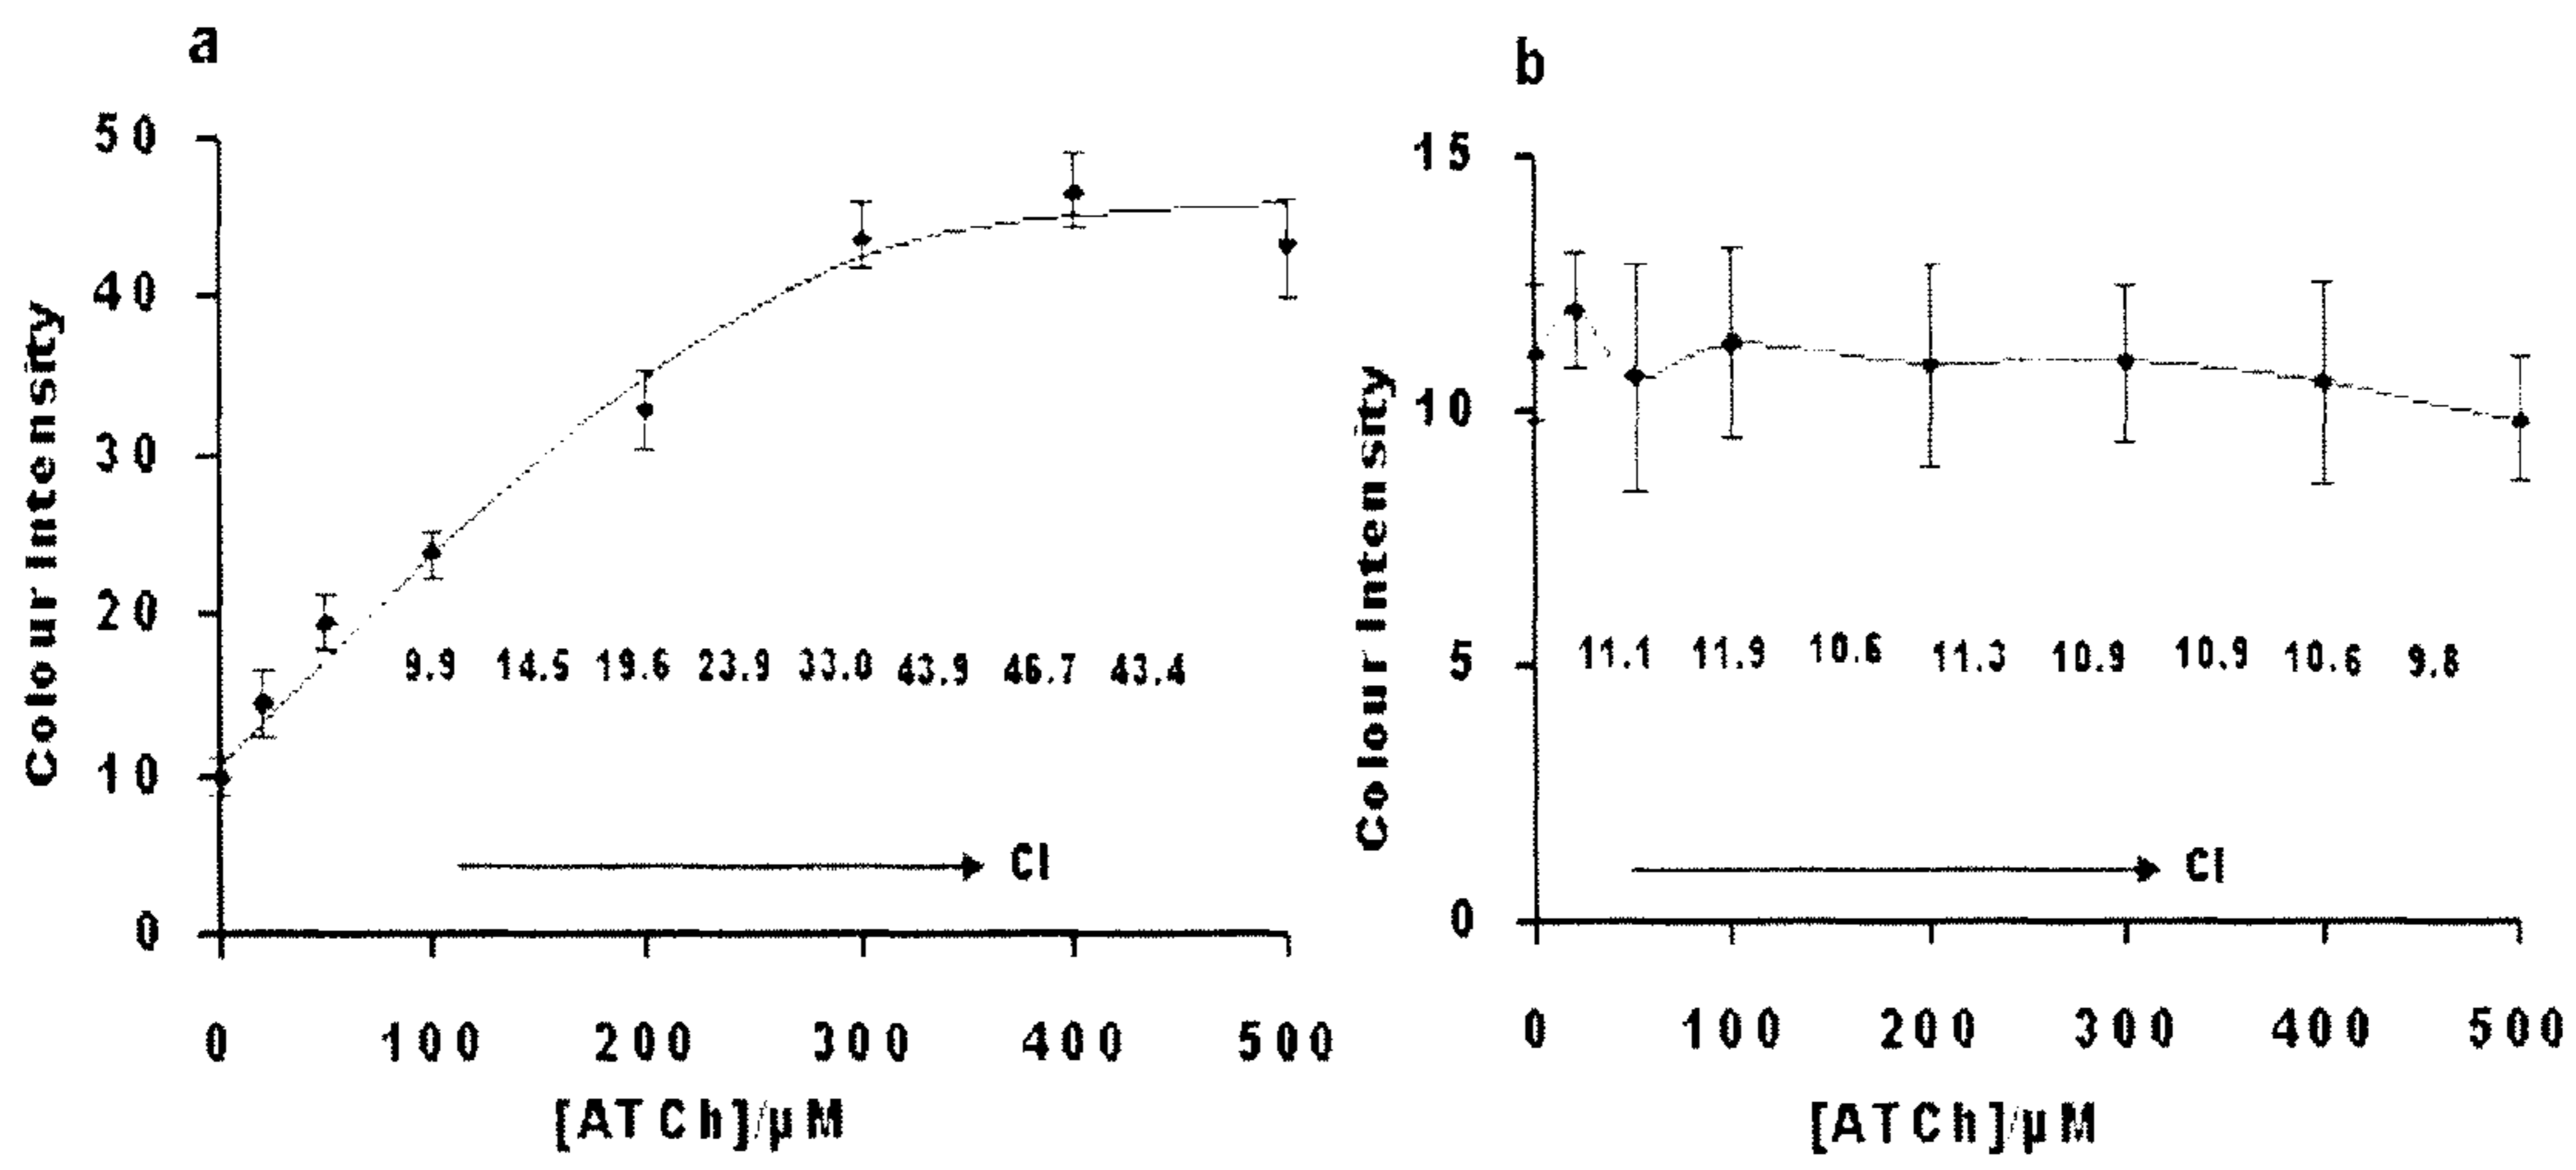 a
50
40
30
20
10
0
Colour Intensity
9.9 14.5 19.6 23.9 33.0 43.9 46.7 43.4
CI
0 100 200 300 400 500
[ATCh]/µM
b
15
10
5
0
Colour Intensity
11.1 11.9 10.6 11.3 10.9 10.9 10.6 9.8
CI
0 100 200 300 400 500
[ATCh]/µM